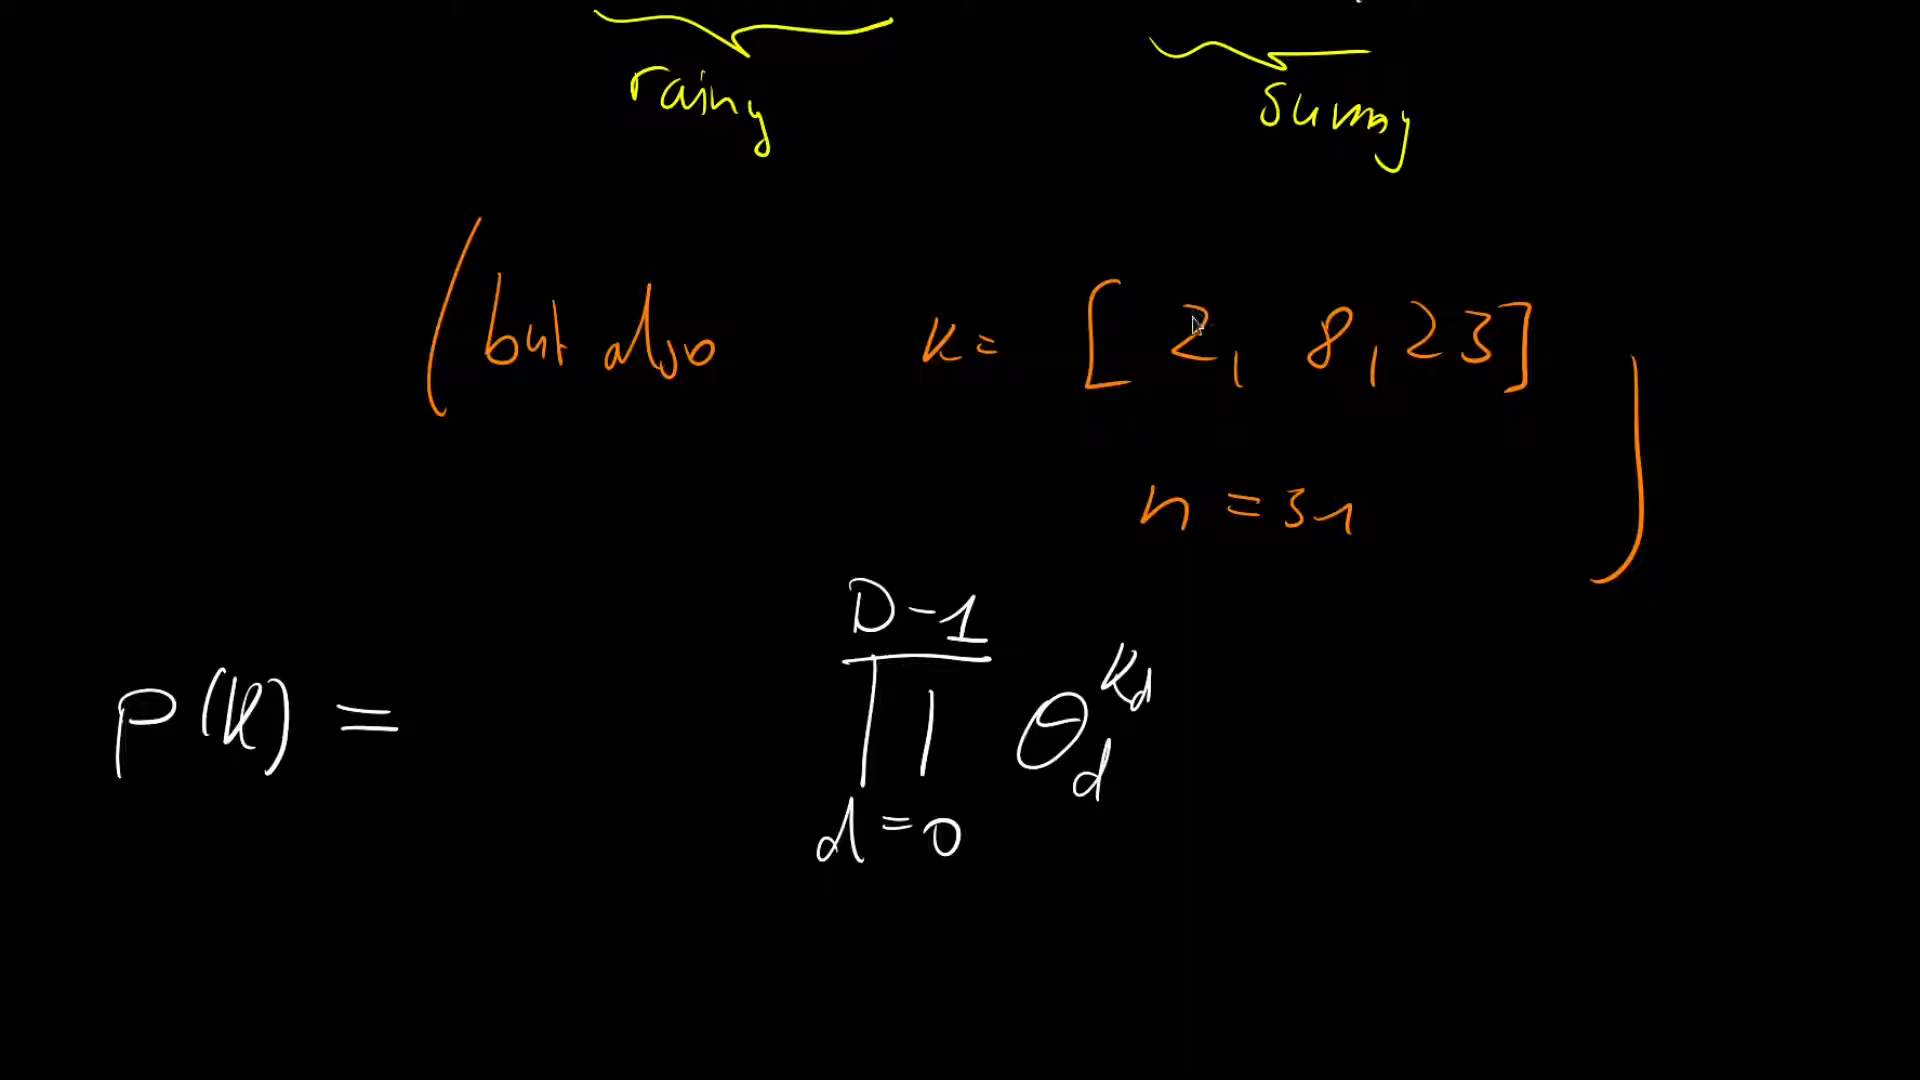 rainy sunny
(but also k = [2, 8, 23]
n = 31)
D-1
p(k) = ∏ θ_d^{k_d}
d=0